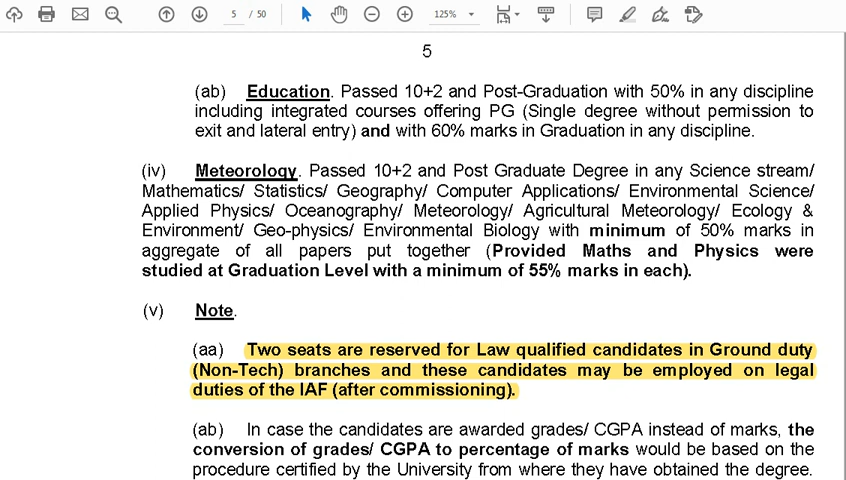 5 / 50
125%
5
(ab) Education. Passed 10+2 and Post-Graduation with 50% in any discipline
including integrated courses offering PG (Single degree without permission to
exit and lateral entry) and with 60% marks in Graduation in any discipline.
(iv) Meteorology. Passed 10+2 and Post Graduate Degree in any Science stream/
Mathematics/ Statistics/ Geography/ Computer Applications/ Environmental Science/
Applied Physics/ Oceanography/ Meteorology/ Agricultural Meteorology/ Ecology &
Environment/ Geo-physics/ Environmental Biology with minimum of 50% marks in
aggregate of all papers put together (Provided Maths and Physics were
studied at Graduation Level with a minimum of 55% marks in each).
(v) Note.
(aa) Two seats are reserved for Law qualified candidates in Ground duty
(Non-Tech) branches and these candidates may be employed on legal
duties of the IAF (after commissioning).
(ab) In case the candidates are awarded grades/ CGPA instead of marks, the
conversion of grades/ CGPA to percentage of marks would be based on the
procedure certified by the University from where they have obtained the degree.